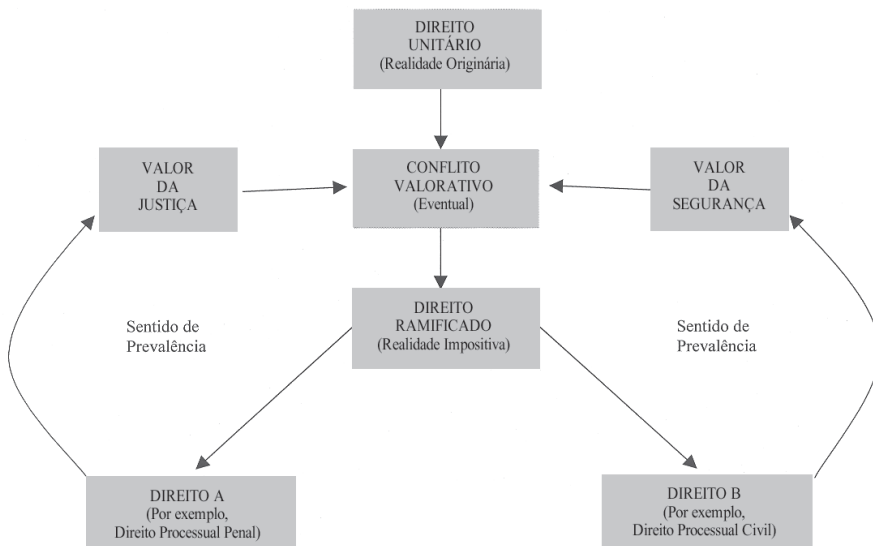 DIREITO
UNITÁRIO
(Realidade Originária)
VALOR
DA
JUSTIÇA
CONFLITO
VALORATIVO
(Eventual)
VALOR
DA
SEGURANÇA
Sentido de
Prevalência
DIREITO
RAMIFICADO
(Realidade Impositiva)
Sentido de
Prevalência
DIREITO A
(Por exemplo,
Direito Processual Penal)
DIREITO B
(Por exemplo,
Direito Processual Civil)